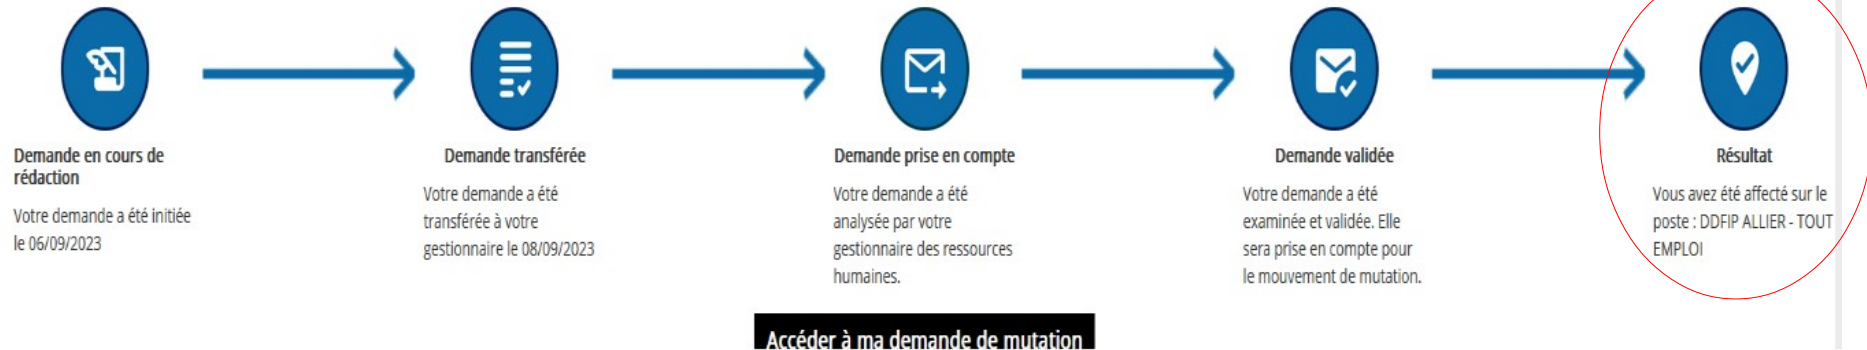 Demande en cours de
rédaction
Votre demande a été initiée
le 06/09/2023
Demande transférée
Votre demande a été
transférée à votre
gestionnaire le 08/09/2023
Demande prise en compte
Votre demande a été
analysée par votre
gestionnaire des ressources
humaines.
Demande validée
Votre demande a été
examinée et validée. Elle
sera prise en compte pour
le mouvement de mutation.
Résultat
Vous avez été affecté sur le
poste : DDFIP ALLIER - TOUT
EMPLOI
Accéder à ma demande de mutation